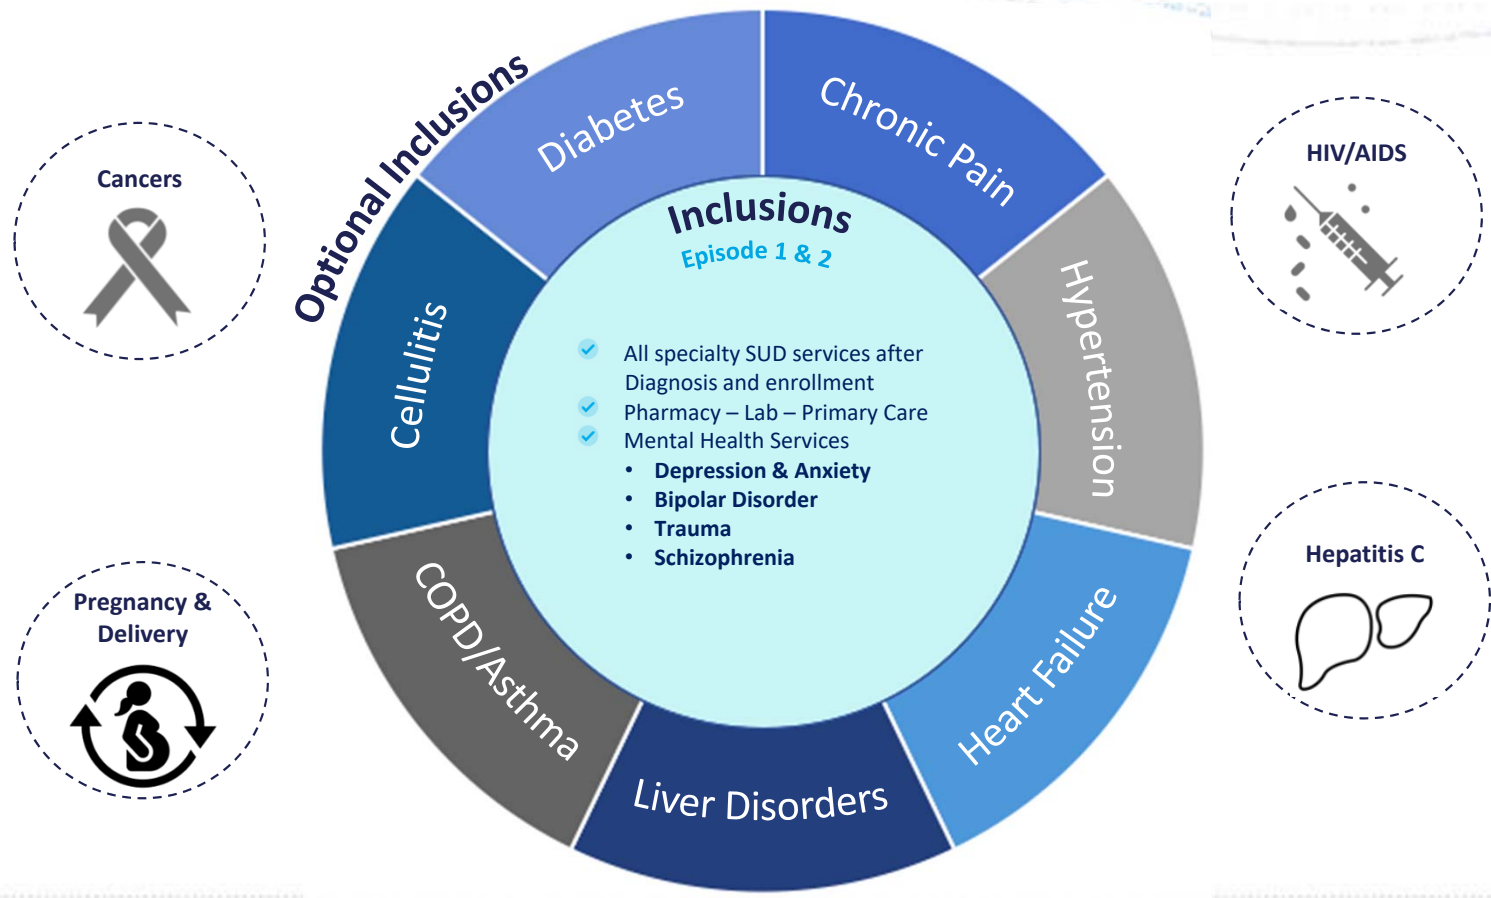 Optional Inclusions
Diabetes
Chronic Pain
Hypertension
Heart Failure
Liver Disorders
COPD/Asthma
Cellulitis
Inclusions
Episode 1 & 2
All specialty SUD services after
Diagnosis and enrollment
Pharmacy – Lab – Primary Care
Mental Health Services
• Depression & Anxiety
• Bipolar Disorder
• Trauma
• Schizophrenia
Cancers
Pregnancy &
Delivery
HIV/AIDS
Hepatitis C